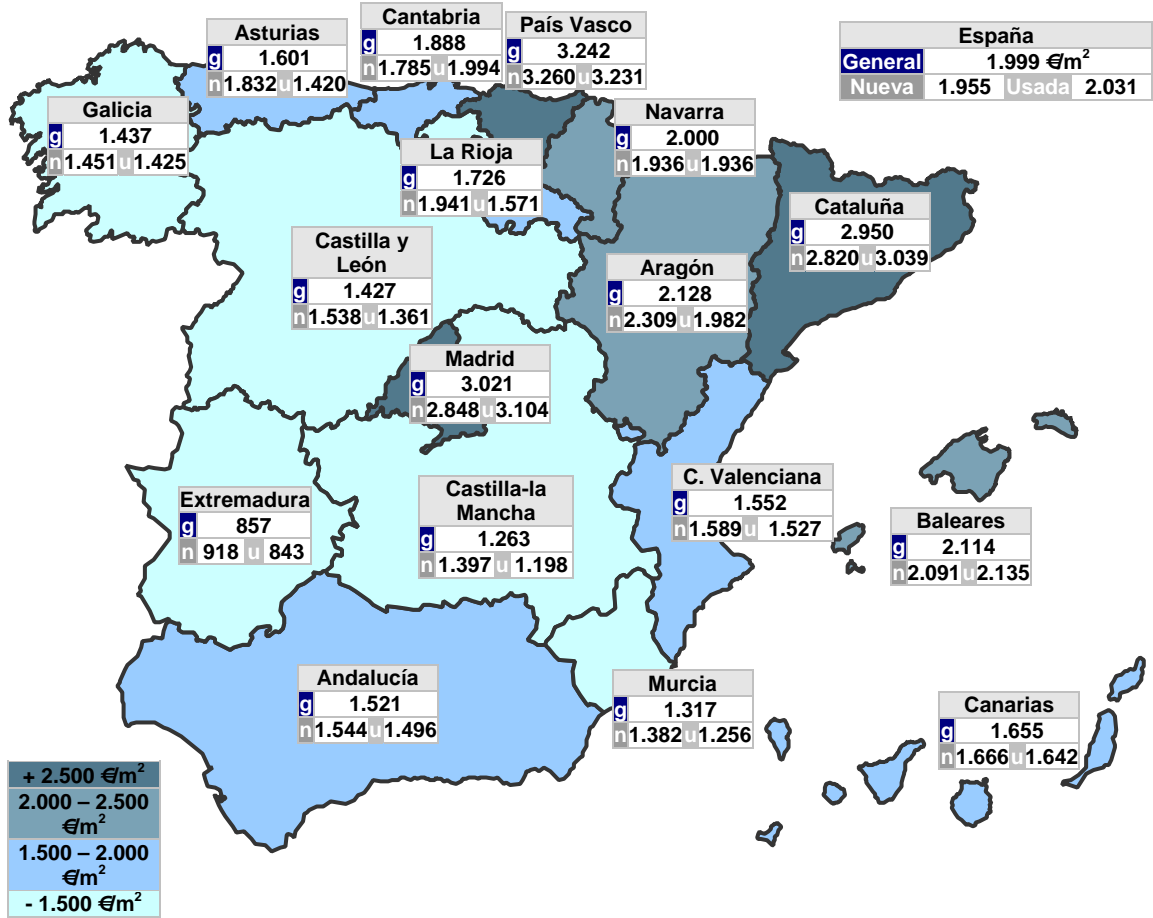 Asturias
g 1.601
n 1.832 u 1.420
Cantabria
g 1.888
n 1.785 u 1.994
País Vasco
g 3.242
n 3.260 u 3.231
España
General 1.999 €/m²
Nueva 1.955 Usada 2.031
Galicia
g 1.437
n 1.451 u 1.425
Navarra
g 2.000
n 1.936 u 1.936
La Rioja
g 1.726
n 1.941 u 1.571
Cataluña
g 2.950
n 2.820 u 3.039
Castilla y
León
g 1.427
n 1.538 u 1.361
Aragón
g 2.128
n 2.309 u 1.982
Madrid
g 3.021
n 2.848 u 3.104
C. Valenciana
g 1.552
n 1.589 u 1.527
Extremadura
g 857
n 918 u 843
Castilla-la
Mancha
g 1.263
n 1.397 u 1.198
Baleares
g 2.114
n 2.091 u 2.135
Andalucía
g 1.521
n 1.544 u 1.496
Murcia
g 1.317
n 1.382 u 1.256
Canarias
g 1.655
n 1.666 u 1.642
+ 2.500 €/m²
2.000 – 2.500
€/m²
1.500 – 2.000
€/m²
- 1.500 €/m²